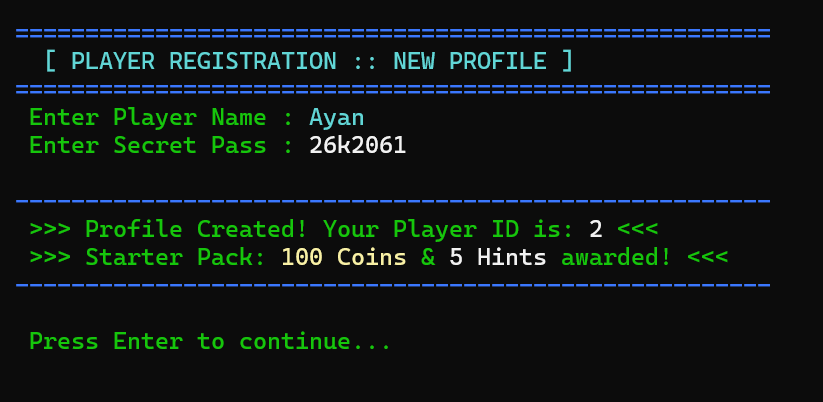 ======================================================
[ PLAYER REGISTRATION :: NEW PROFILE ]
======================================================
Enter Player Name : Ayan
Enter Secret Pass : 26k2061
------------------------------------------------------
>>> Profile Created! Your Player ID is: 2 <<<
>>> Starter Pack: 100 Coins & 5 Hints awarded! <<<
------------------------------------------------------
Press Enter to continue...